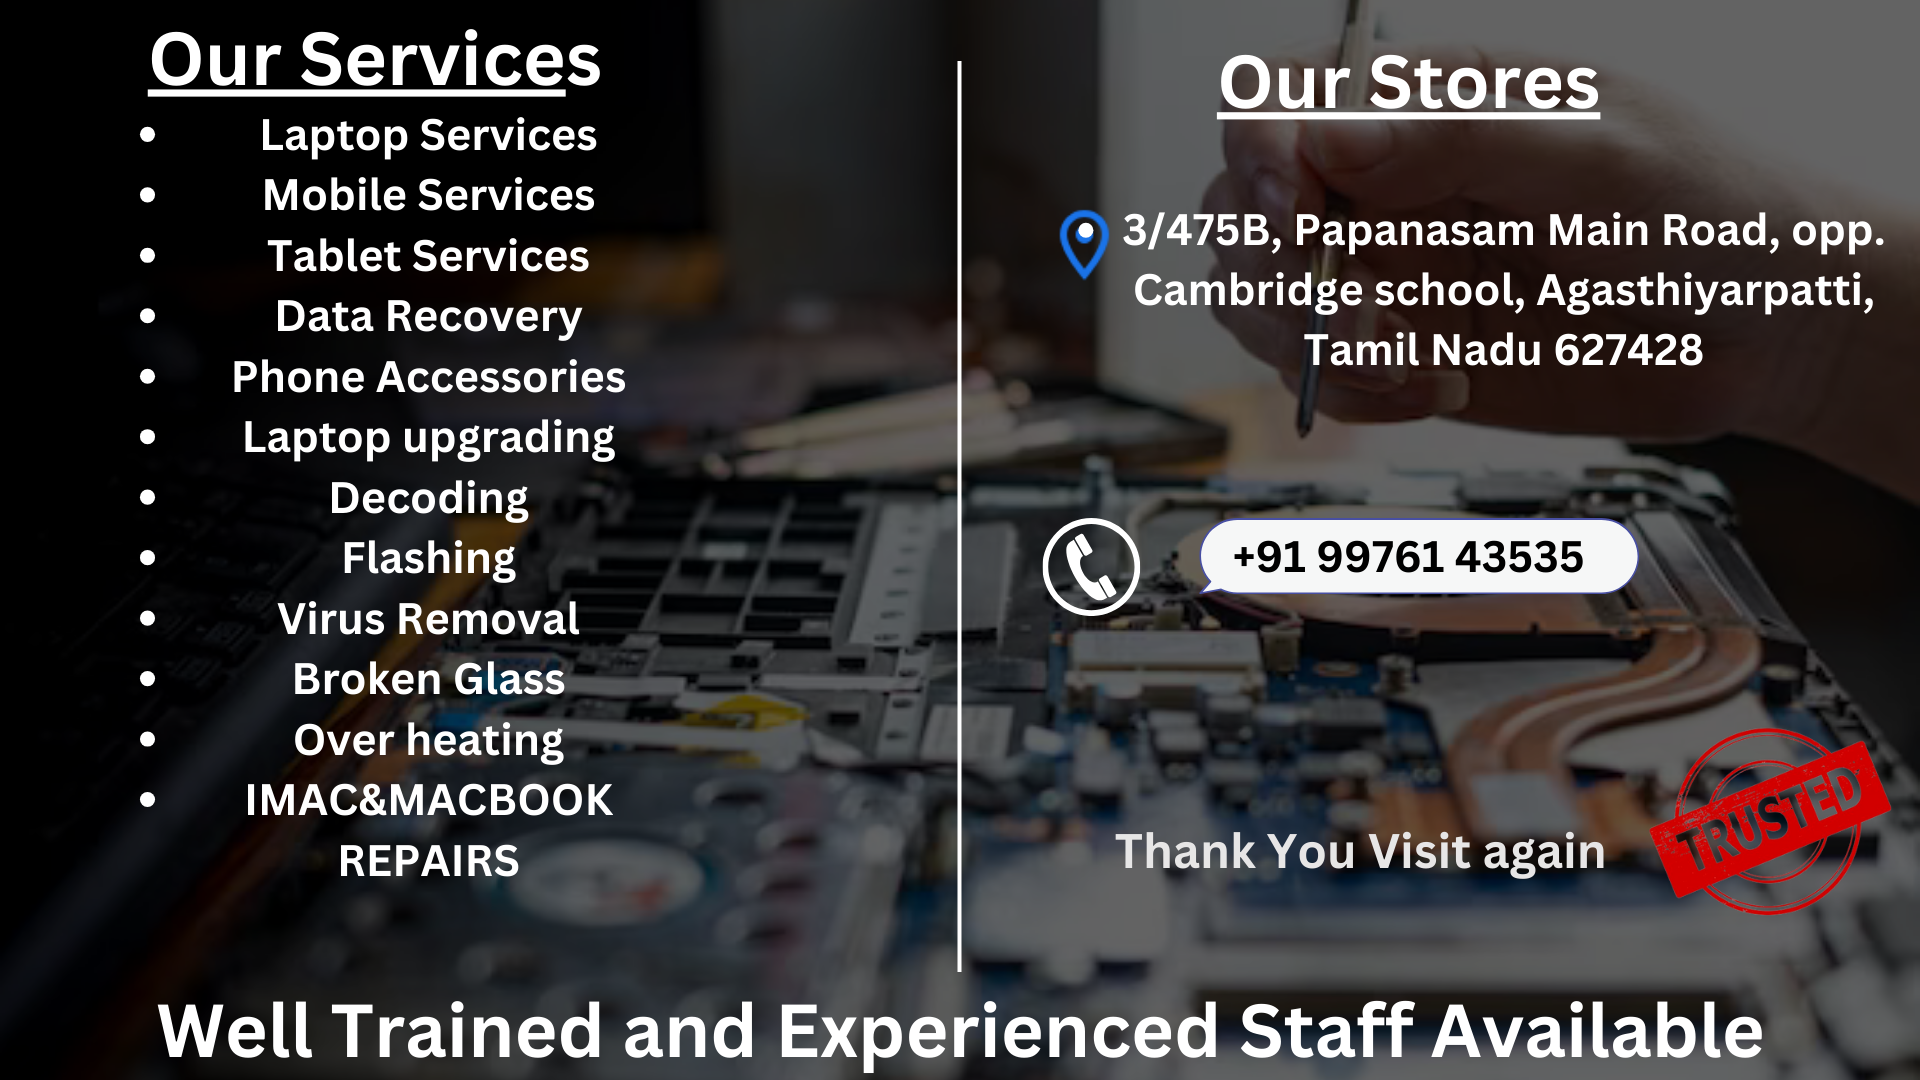 Our Services
Laptop Services
Mobile Services
Tablet Services
Data Recovery
Phone Accessories
Laptop upgrading
Decoding
Flashing
Virus Removal
Broken Glass
Over heating
IMAC&MACBOOK
REPAIRS
Our Stores
3/475B, Papanasam Main Road, opp.
Cambridge school, Agasthiyarpatti,
Tamil Nadu 627428
+91 99761 43535
Thank You Visit again
TRUSTED
Well Trained and Experienced Staff Available